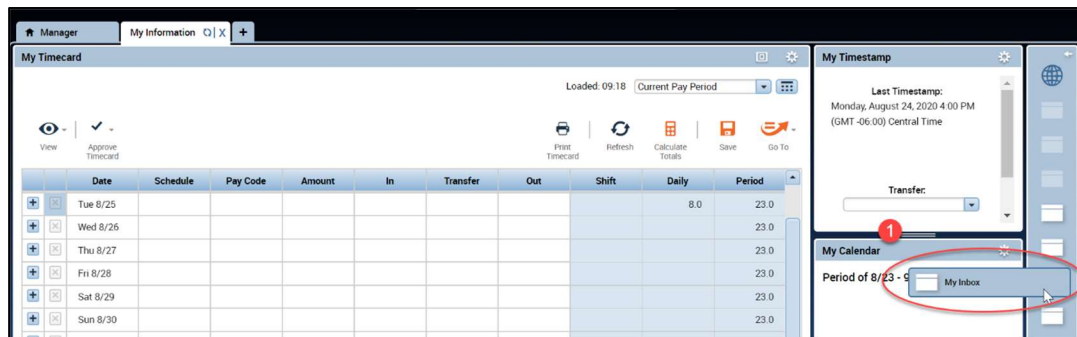 Manager
My Information
X
+
My Timecard
Loaded: 09:18
Current Pay Period
View
Approve
Timecard
Print
Timecard
Refresh
Calculate
Totals
Save
Go To
Date Schedule Pay Code Amount In Transfer Out Shift Daily Period
Tue 8/25 8.0 23.0
Wed 8/26 23.0
Thu 8/27 23.0
Fri 8/28 23.0
Sat 8/29 23.0
Sun 8/30 23.0
My Timestamp
Last Timestamp:
Monday, August 24, 2020 4:00 PM
(GMT -06:00) Central Time
Transfer:
1
My Calendar
Period of 8/23 - 9
My Inbox